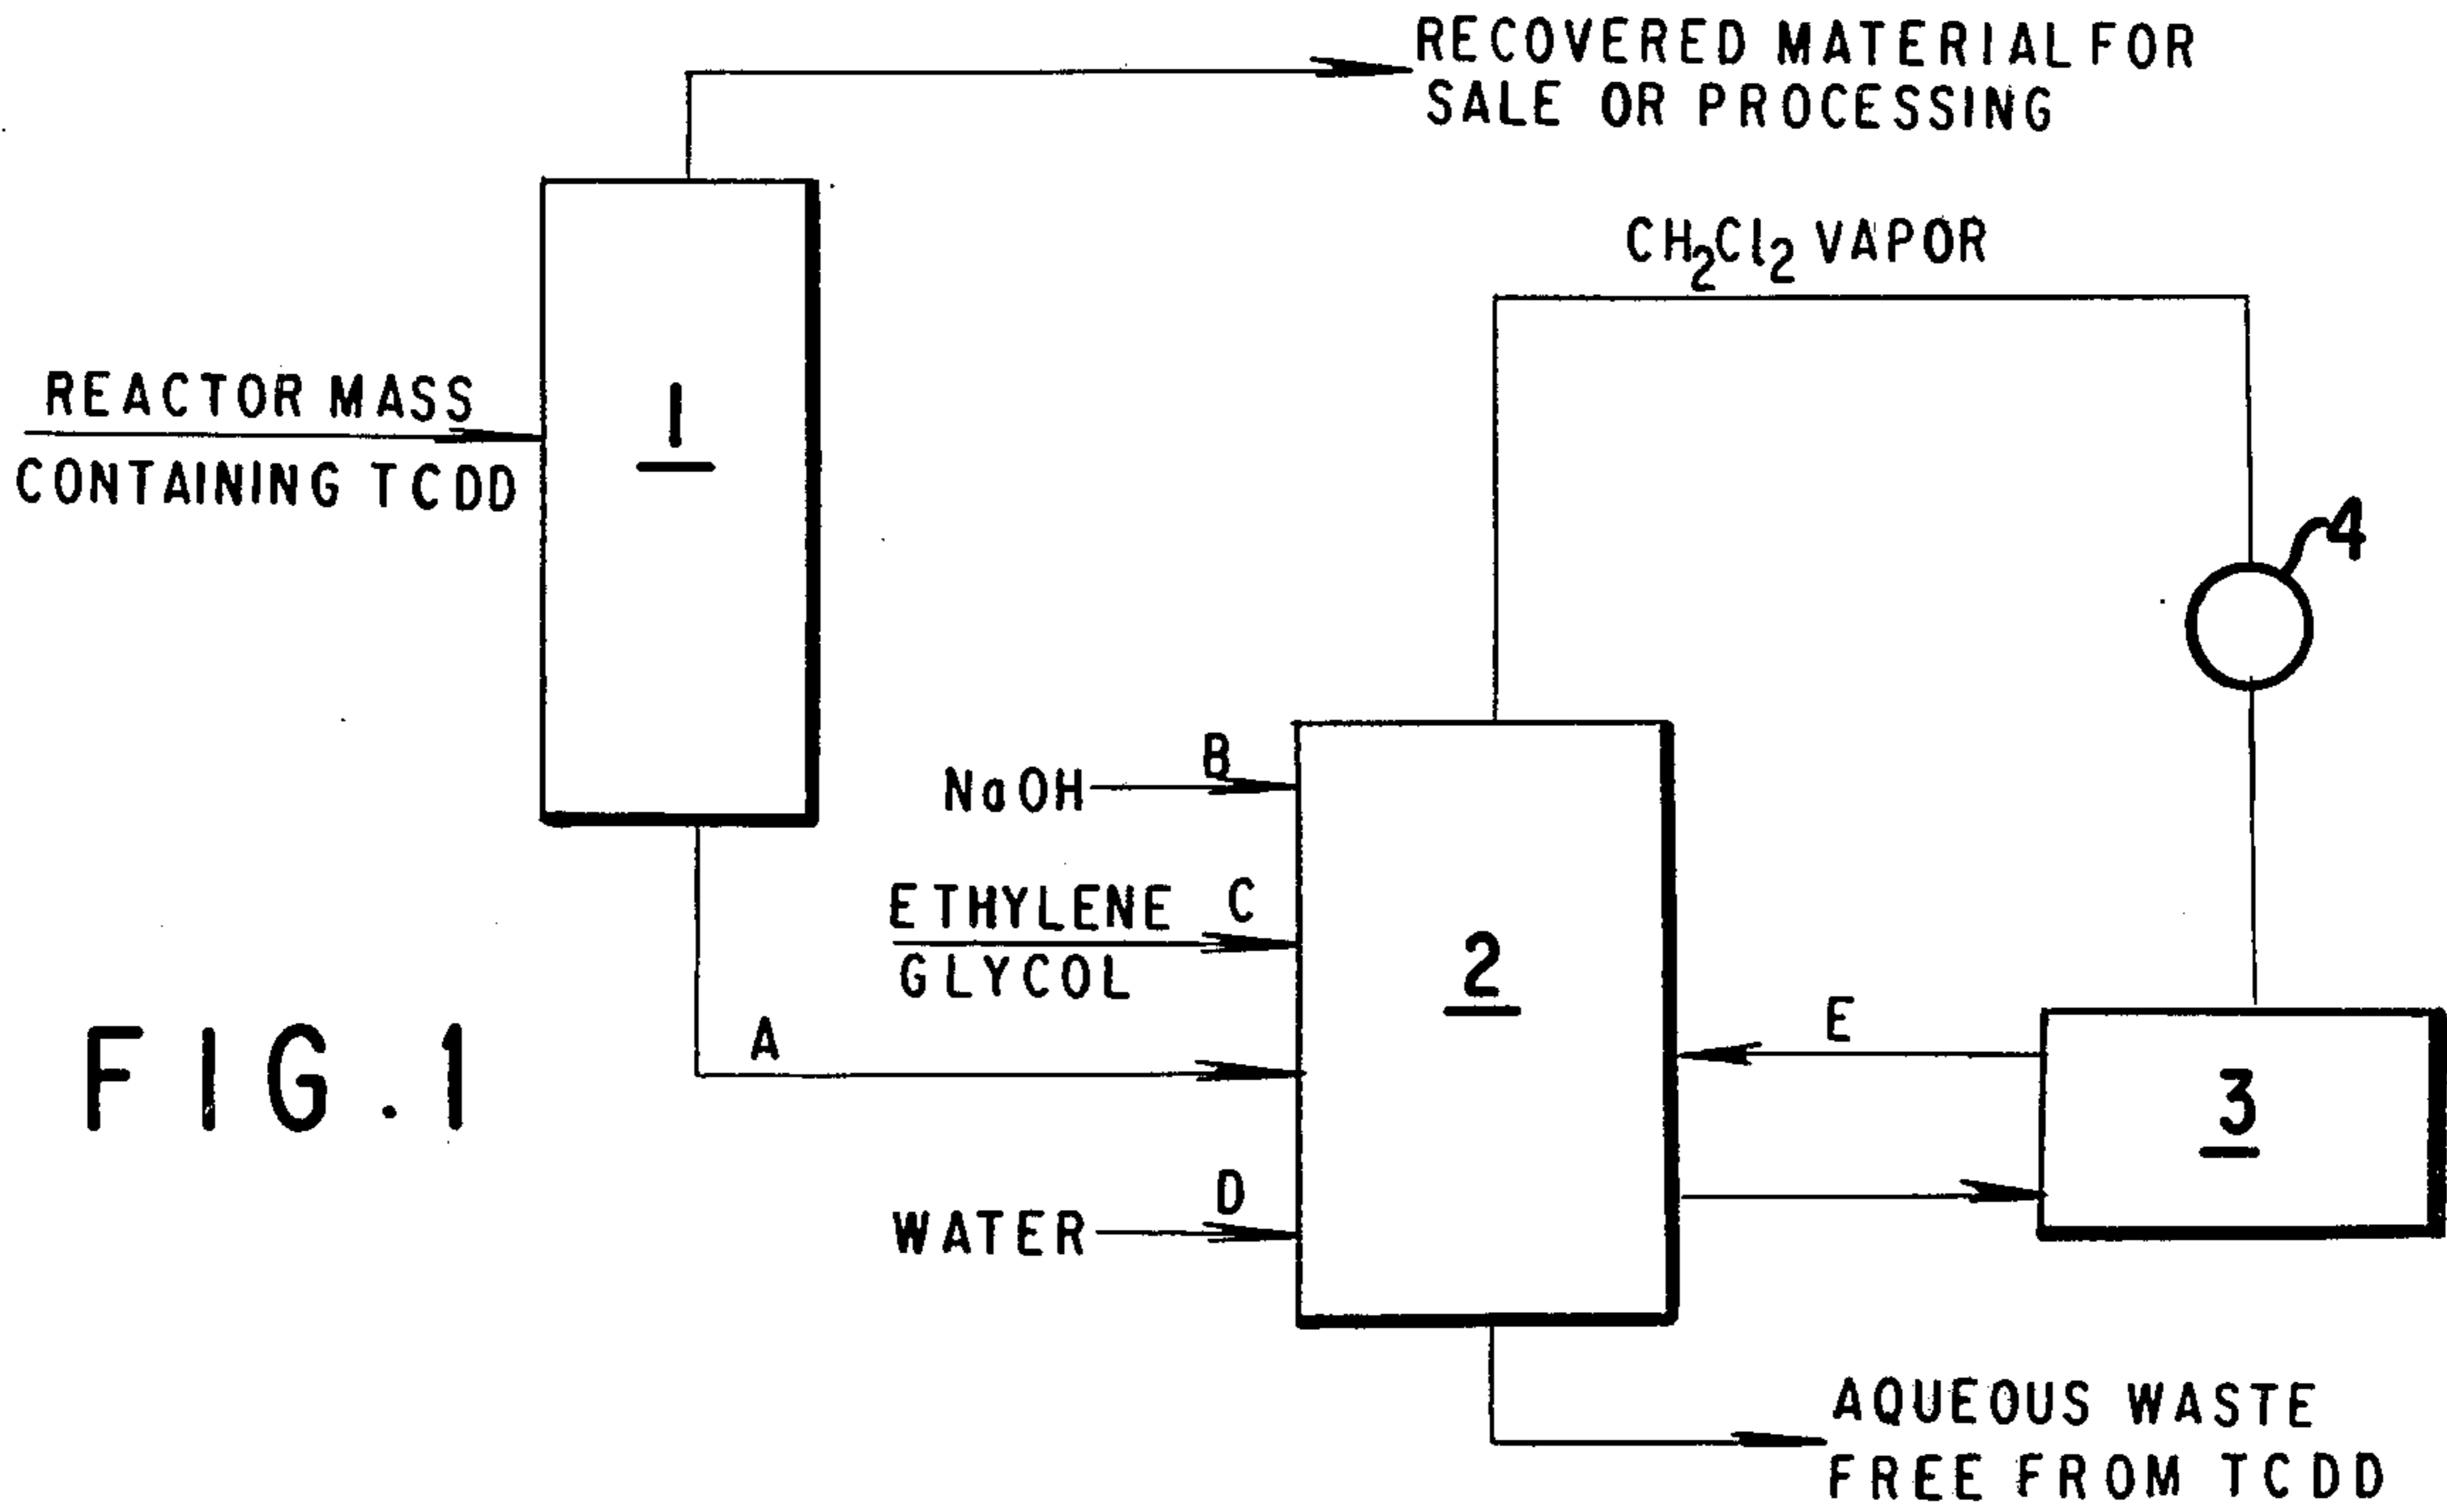 RECOVERED MATERIAL FOR
SALE OR PROCESSING
CH2Cl2 VAPOR
REACTOR MASS
CONTAINING TCDD
1
4
NaOH
B
ETHYLENE
GLYCOL
C
2
A
E
3
FIG.1
WATER
D
AQUEOUS WASTE
FREE FROM TCDD